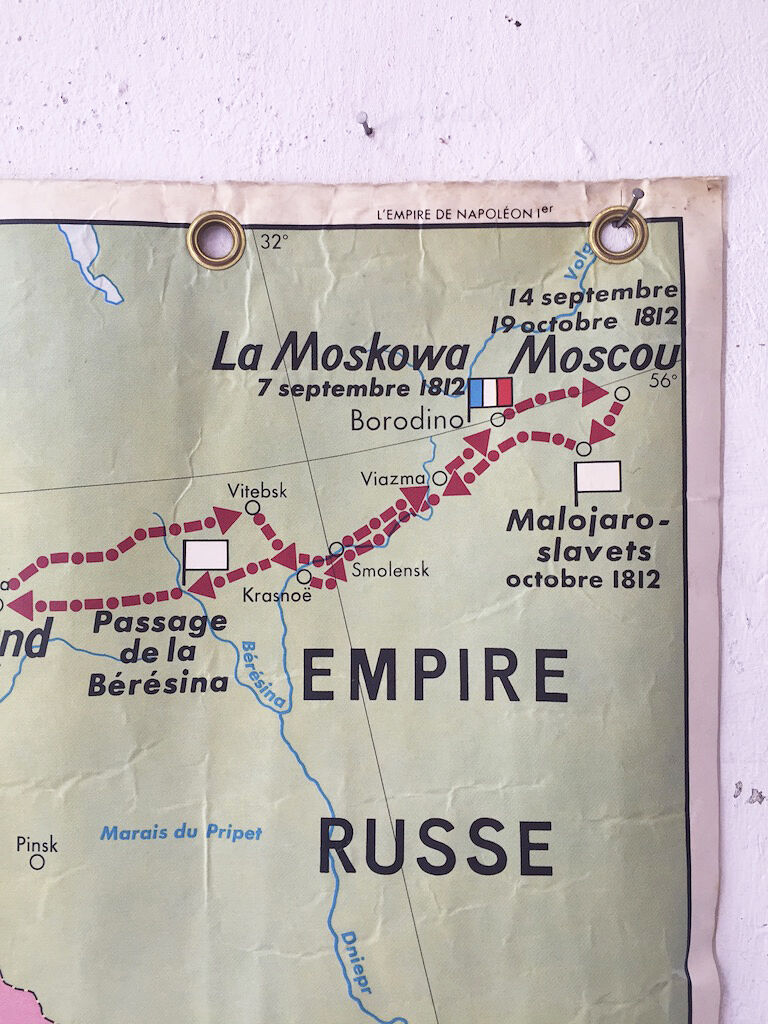 L'EMPIRE DE NAPOLÉON Ier
32°
Volg
14 septembre
19 octobre 1812
La Moskowa
Moscou
7 septembre 1812
56°
Borodino
Viazma
Vitebsk
Malojaro-
slavets
octobre 1812
Smolensk
Krasnoë
a
nd
Passage
de la
Bérésina
Bérésina
EMPIRE
RUSSE
Marais du Pripet
Pinsk
Dniepr